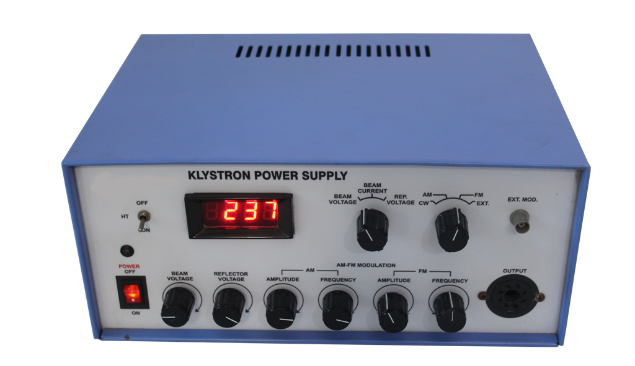 KLYSTRON POWER SUPPLY
OFF
HT
ON
237
BEAM
CURRENT
BEAM
VOLTAGE
REP.
VOLTAGE
AM
FM
CW
EXT.
EXT. MOD.
POWER
OFF
ON
BEAM
VOLTAGE
REFLECTOR
VOLTAGE
AM-FM MODULATION
AM
AMPLITUDE
FREQUENCY
FM
AMPLITUDE
FREQUENCY
OUTPUT